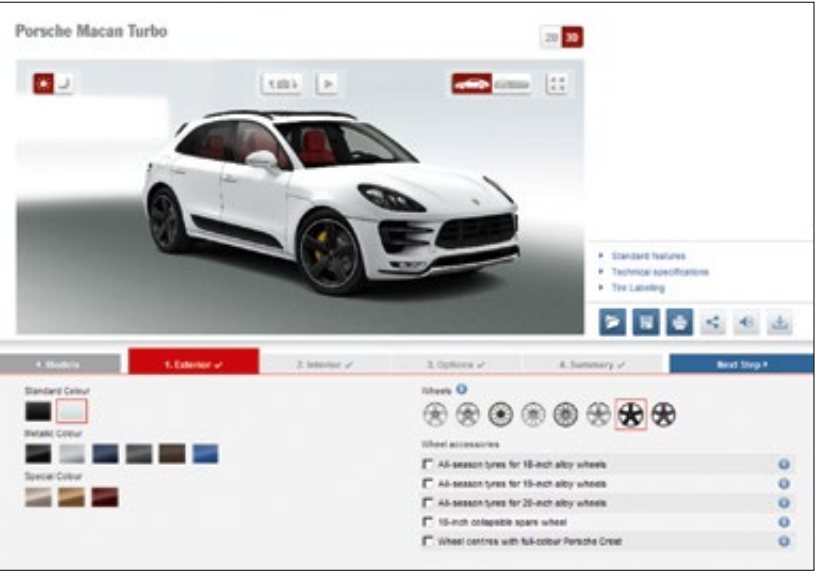 Porsche Macan Turbo
2D 3D
Standard features
Technical specifications
Tire Labeling
Models
1. Exterior ✓
2. Interior ✓
3. Options ✓
4. Summary ✓
Next Step
Standard Colour
Metallic Colour
Special Colour
Wheels
Wheel accessories
All-season tyres for 18-inch alloy wheels
All-season tyres for 19-inch alloy wheels
All-season tyres for 20-inch alloy wheels
18-inch collapsible spare wheel
Wheel centres with full-colour Porsche Crest